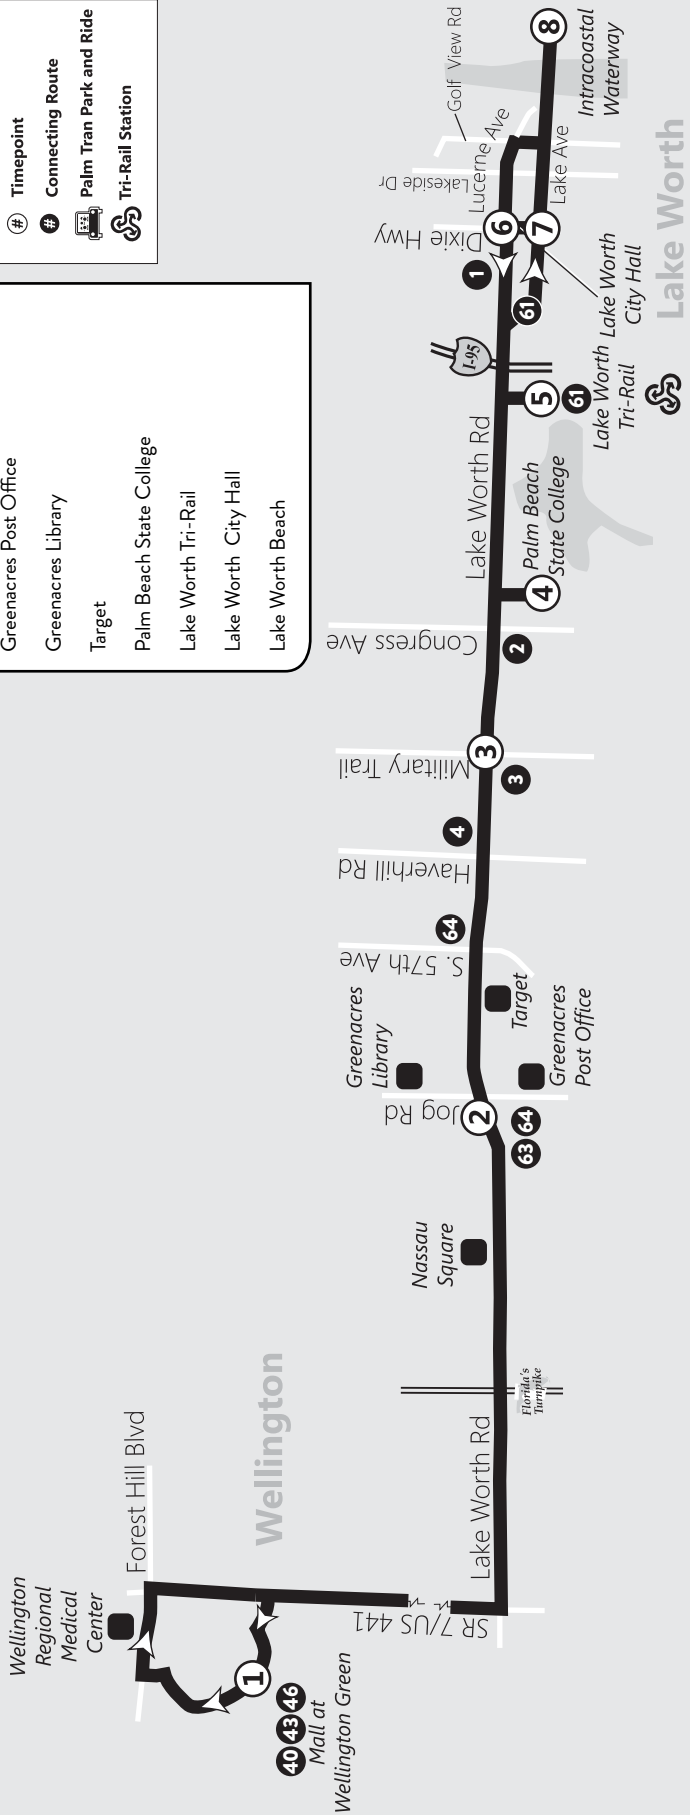 # Timepoint
# Connecting Route
Palm Tran Park and Ride
Tri-Rail Station
Greenacres Post Office
Greenacres Library
Target
Palm Beach State College
Lake Worth Tri-Rail
Lake Worth City Hall
Lake Worth Beach
Wellington
Regional
Medical
Center
Forest Hill Blvd
Wellington
1
40 43 46
Mall at
Wellington Green
SR 7/US 441
Lake Worth Rd
Florida's
Turnpike
Nassau
Square
Jog Rd
2
63 64
Greenacres
Library
Greenacres
Post Office
Target
S. 57th Ave
64
Haverhill Rd
4
Military Trail
3
3
Congress Ave
2
Lake Worth Rd
4
Palm Beach
State College
I-95
5
61
Lake Worth
Tri-Rail
61
1
Dixie Hwy
6
7
Lake Worth
City Hall
Lakeside Dr
Lucerne Ave
Golf View Rd
Lake Ave
8
Intracoastal
Waterway
Lake Worth